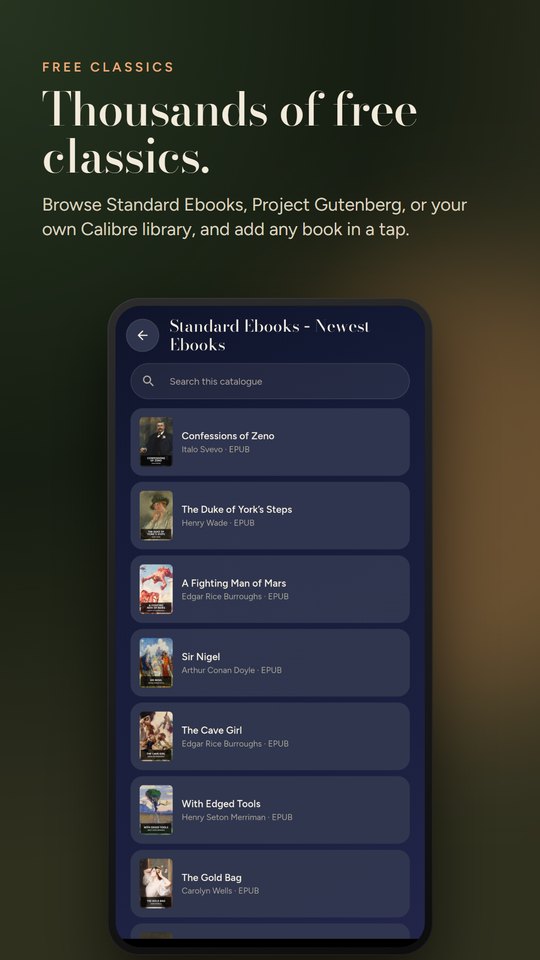 FREE CLASSICS
Thousands of free
classics.
Browse Standard Ebooks, Project Gutenberg, or your
own Calibre library, and add any book in a tap.
Standard Ebooks - Newest
Ebooks
Search this catalogue
Confessions of Zeno
Italo Svevo · EPUB
The Duke of York’s Steps
Henry Wade · EPUB
A Fighting Man of Mars
Edgar Rice Burroughs · EPUB
Sir Nigel
Arthur Conan Doyle · EPUB
The Cave Girl
Edgar Rice Burroughs · EPUB
With Edged Tools
Henry Seton Merriman · EPUB
The Gold Bag
Carolyn Wells · EPUB